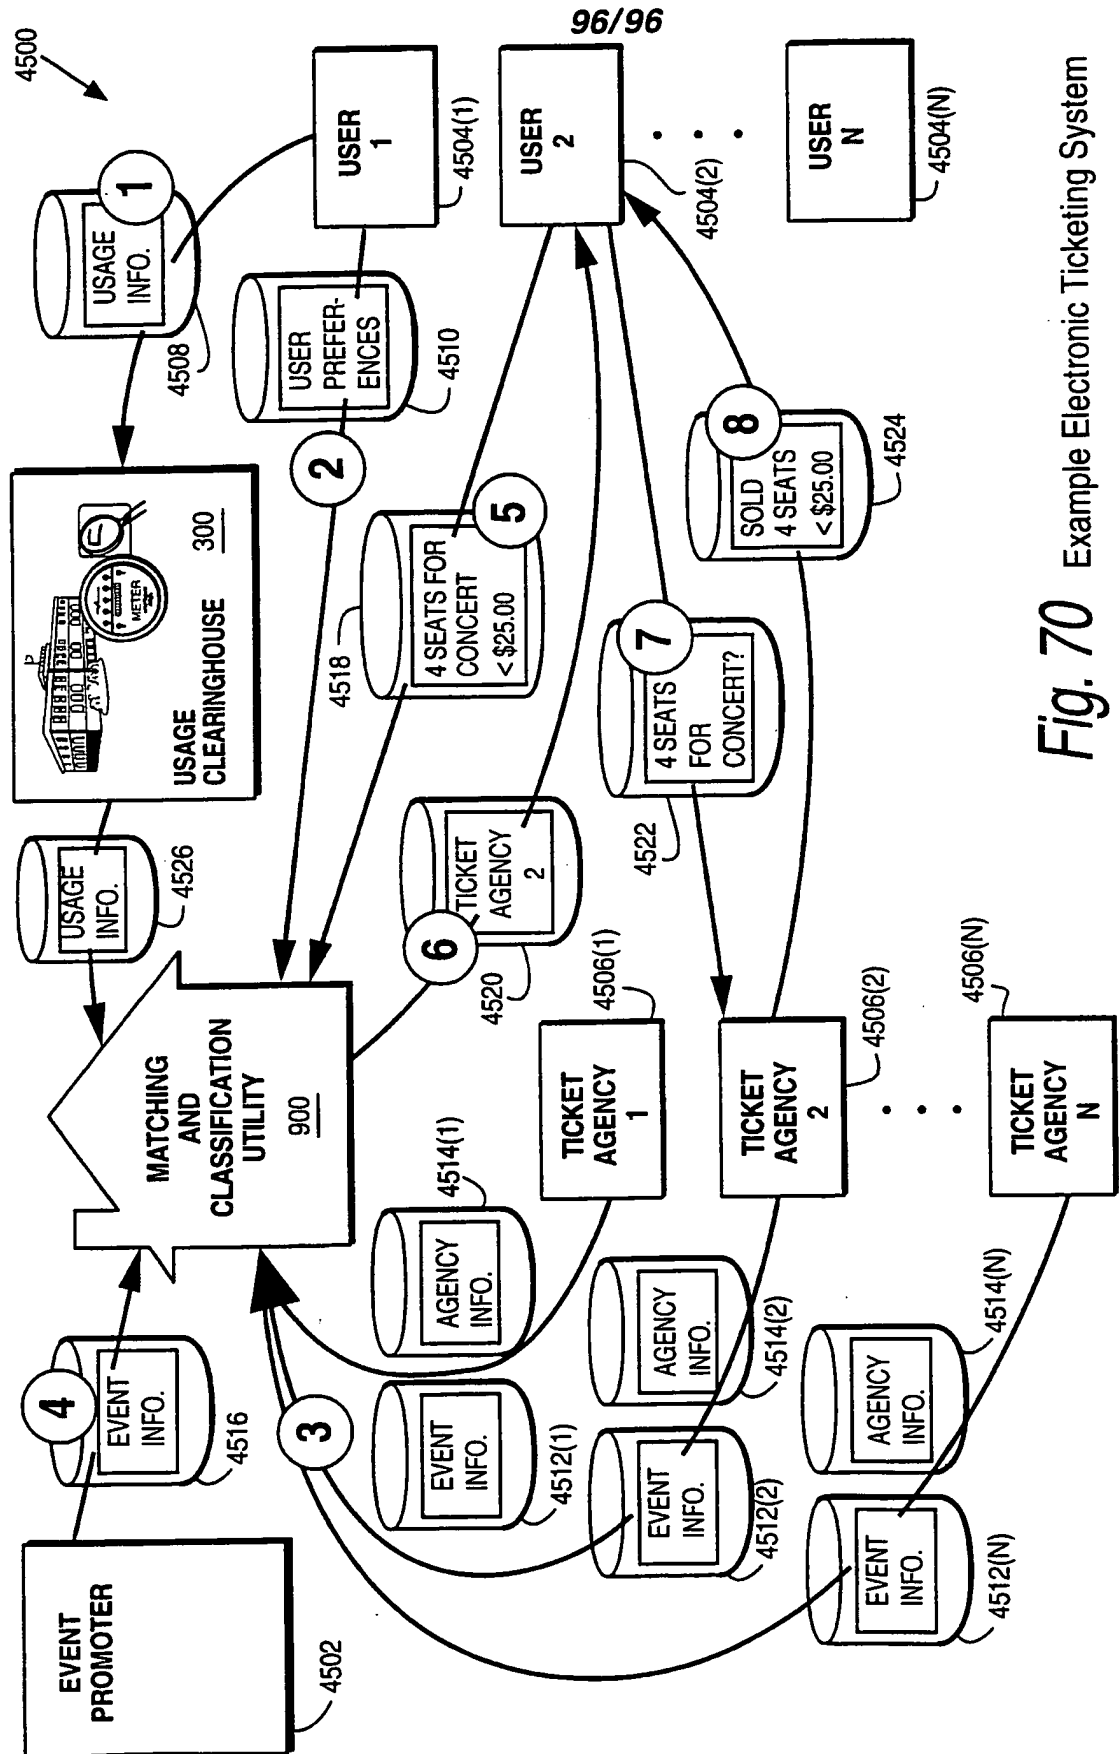 96/96
4500
EVENT
PROMOTER
4502
4
EVENT
INFO.
4516
MATCHING
AND
CLASSIFICATION
UTILITY
900
USAGE
INFO.
4526
METER
USAGE
CLEARINGHOUSE
300
USAGE
INFO.
1
4508
USER
PREFER-
ENCES
2
4510
USER
1
4504(1)
3
EVENT
INFO.
4512(1)
AGENCY
INFO.
4514(1)
TICKET
AGENCY
1
4506(1)
6
TICKET
AGENCY
2
4520
4 SEATS FOR
CONCERT
< $25.00
5
4518
USER
2
4504(2)
EVENT
INFO.
4512(2)
AGENCY
INFO.
4514(2)
TICKET
AGENCY
2
4506(2)
4 SEATS
FOR
CONCERT?
7
4522
SOLD
4 SEATS
< $25.00
8
4524
USER
N
4504(N)
EVENT
INFO.
4512(N)
AGENCY
INFO.
4514(N)
TICKET
AGENCY
N
4506(N)
Fig. 70 Example Electronic Ticketing System